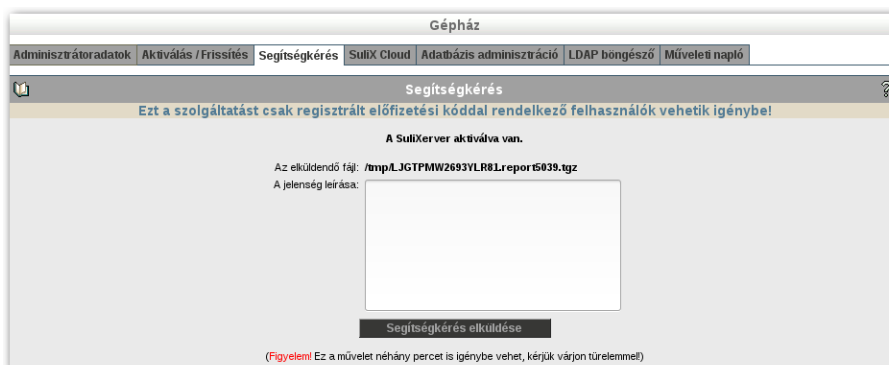 Gépház
Adminisztrátoradatok Aktiválás / Frissítés Segítségkérés SuliX Cloud Adatbázis adminisztráció LDAP böngésző Műveleti napló
Segítségkérés
Ezt a szolgáltatást csak regisztrált előfizetési kóddal rendelkező felhasználók vehetik igénybe!
A SuliXerver aktiválva van.
Az elküldendő fájl: /tmp/LJGTPMW2693YLR81.report5039.tgz
A jelenség leírása:
Segítségkérés elküldése
(Figyelem! Ez a művelet néhány percet is igénybe vehet, kérjük várjon türelemmel!)